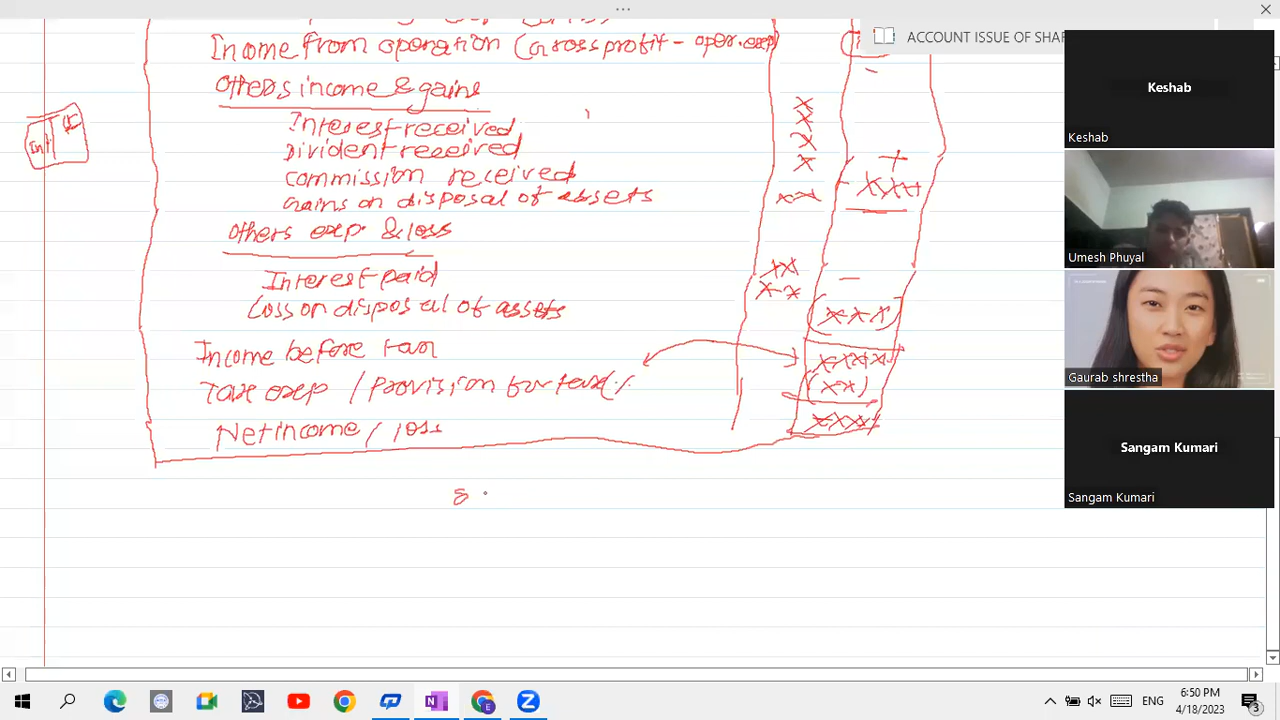 ACCOUNT ISSUE OF SHAR
Income from operation (Gross profit - oper. exp)
Others income & gains
Interest received
Divident received
commission received
Gains on disposal of assets
Others exp & loss
Interest paid
Loss on disposal of assets
Income before tax
Tax exp / provision for tax (%
Net income / loss
Int
Keshab
Keshab
Umesh Phuyal
Gaurab shrestha
Sangam Kumari
Sangam Kumari
ENG
6:50 PM
4/18/2023
3